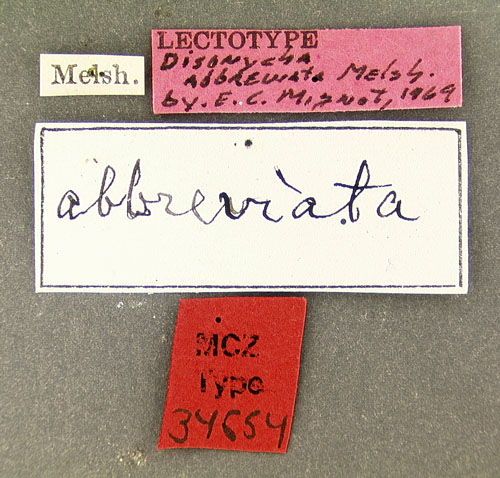 Melsh.
LECTOTYPE
Disonycha
abbreviata Melsh.
by. E. C. Mignot, 1969
abbreviata
MCZ
Type
34654